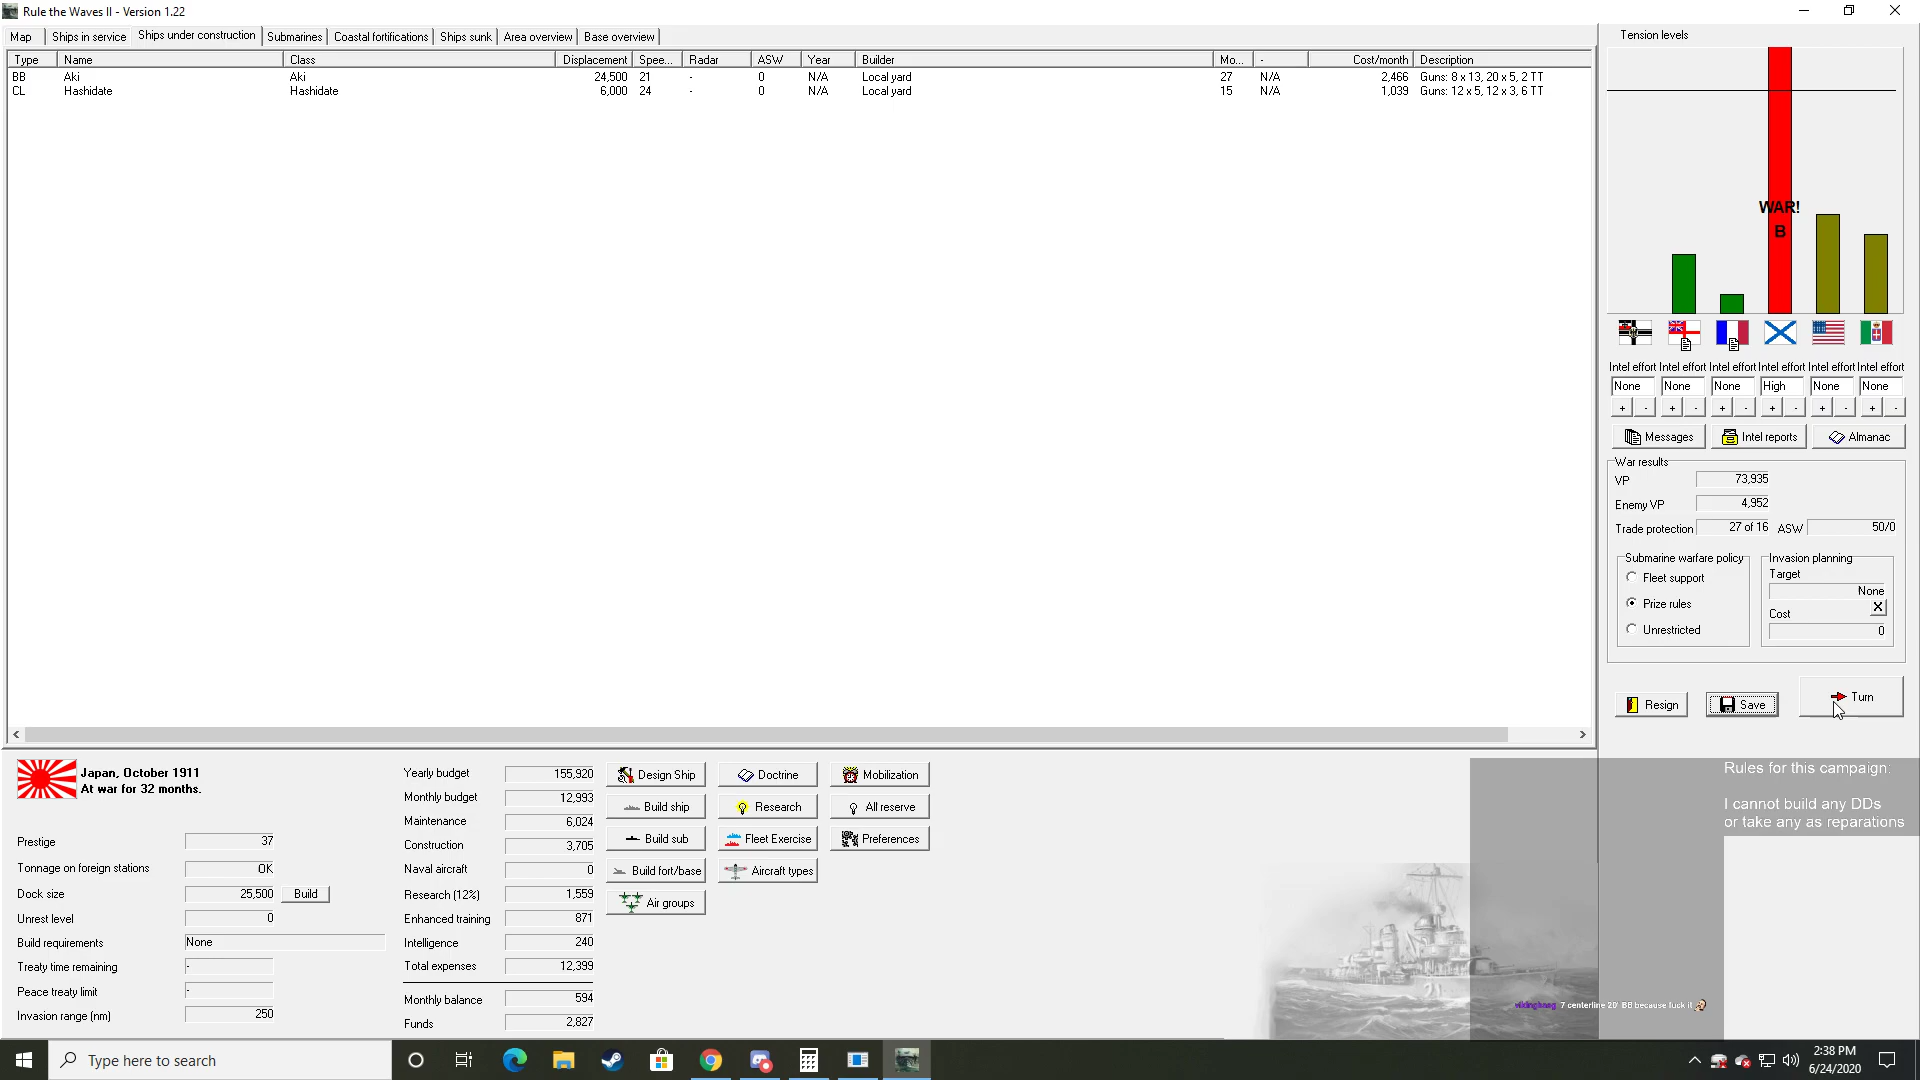 Rule the Waves II - Version 1.22
Map Ships in service Ships under construction Submarines Coastal fortifications Ships sunk Area overview Base overview
Type Name Class Displacement Spee... Radar ASW Year Builder Mo... - Cost/month Description
BB Aki Aki 24,500 21 - 0 N/A Local yard 27 N/A 2,466 Guns: 8 x 13, 20 x 5, 2 TT
CL Hashidate Hashidate 6,000 24 - 0 N/A Local yard 15 N/A 1,039 Guns: 12 x 5, 12 x 3, 6 TT
Tension levels
WAR!
B
Intel effort Intel effort Intel effort Intel effort Intel effort Intel effort
None None None High None None
+ - + - + - + - + - + -
Messages Intel reports Almanac
War results
VP 73,935
Enemy VP 4,952
Trade protection 27 of 16 ASW 50/0
Submarine warfare policy
Fleet support
Prize rules
Unrestricted
Invasion planning
Target
None
Cost X
0
Resign Save Turn
Japan, October 1911
At war for 32 months.
Prestige 37
Tonnage on foreign stations OK
Dock size 25,500 Build
Unrest level 0
Build requirements None
Treaty time remaining -
Peace treaty limit -
Invasion range (nm) 250
Yearly budget 155,920
Monthly budget 12,993
Maintenance 6,024
Construction 3,705
Naval aircraft 0
Research (12%) 1,559
Enhanced training 871
Intelligence 240
Total expenses 12,399
Monthly balance 594
Funds 2,827
Design Ship Doctrine Mobilization
Build ship Research All reserve
Build sub Fleet Exercise Preferences
Build fort/base Aircraft types
Air groups
Rules for this campaign:
I cannot build any DDs
or take any as reparations
7 centerline 20' BB because fuck it
Type here to search
2:38 PM
6/24/2020